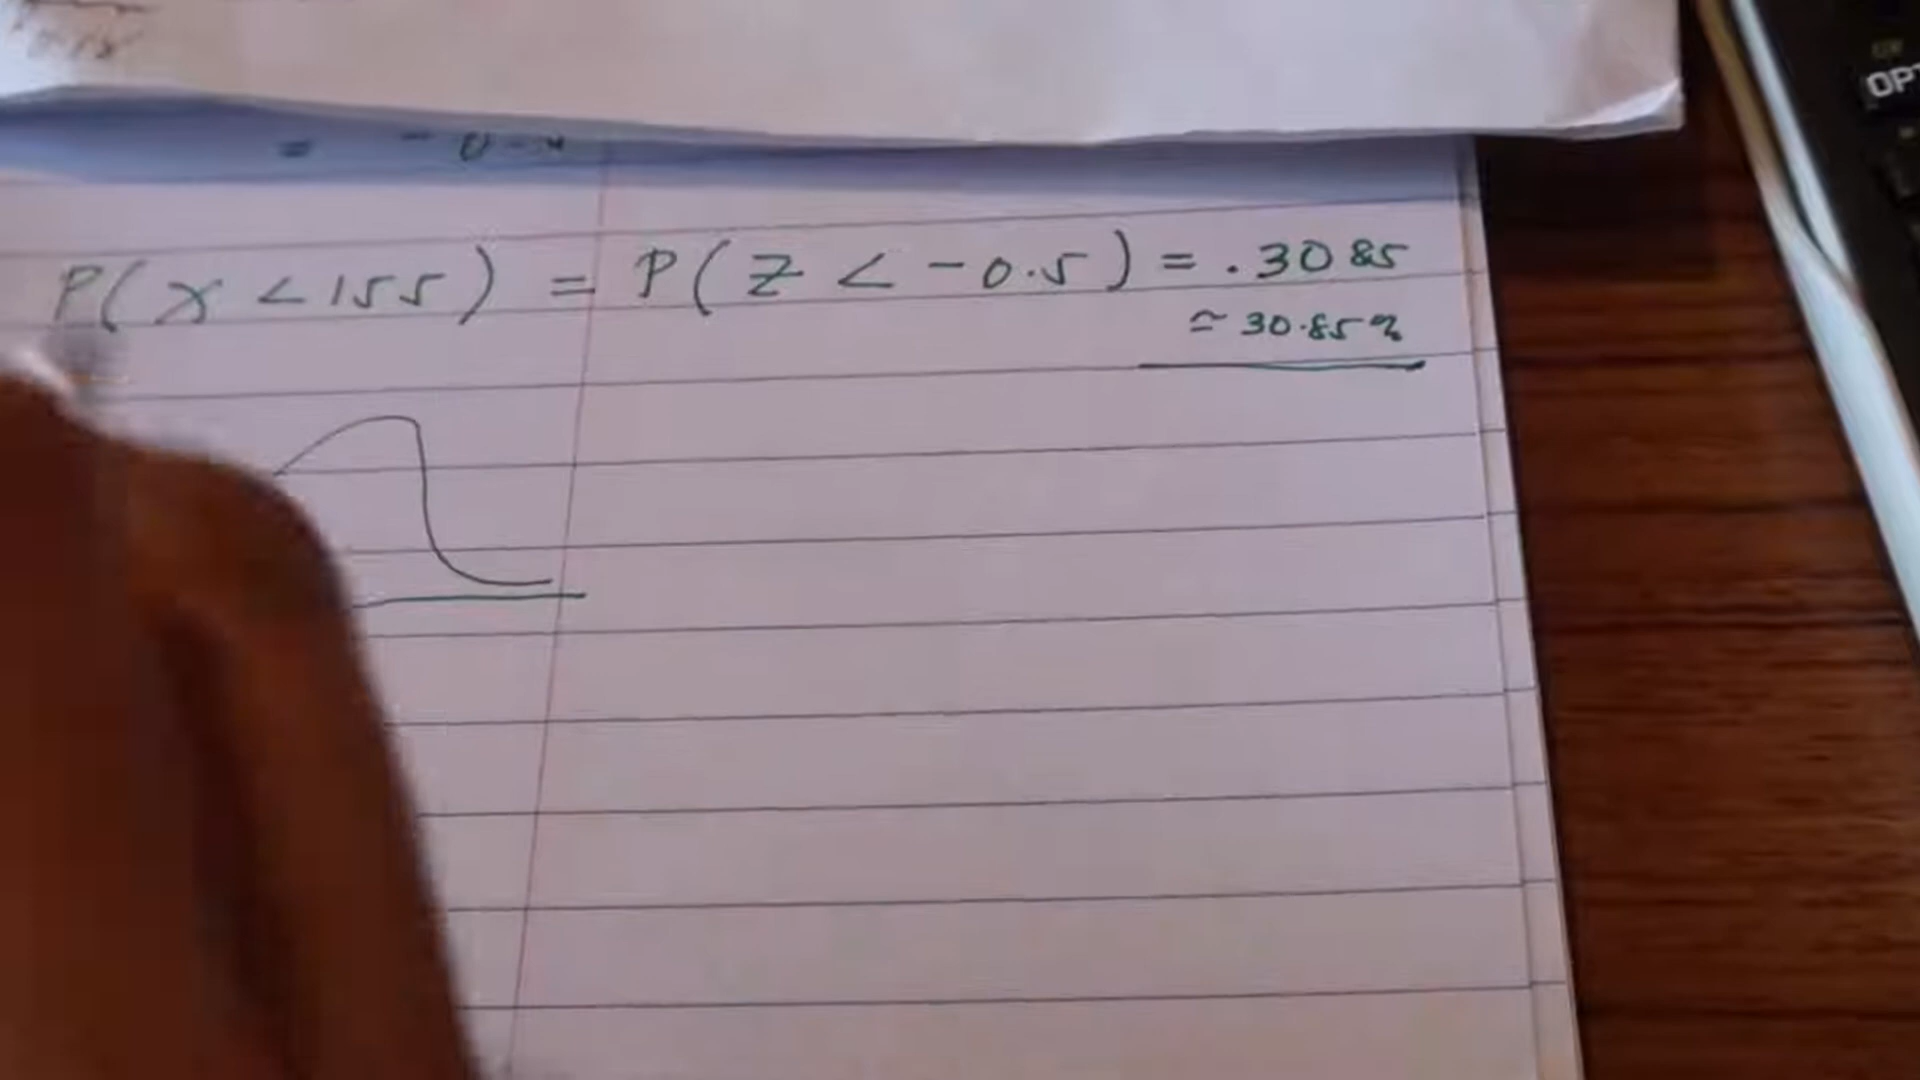 P(x < 155) = P(Z < -0.5) = .3085
≃ 30.85%
OPT